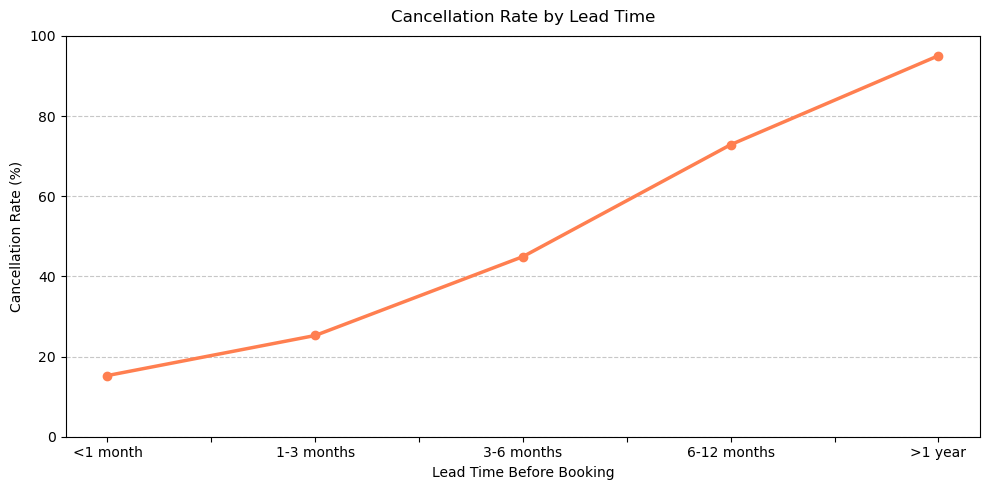 Cancellation Rate by Lead Time
Cancellation Rate (%)
100
80
60
40
20
0
<1 month 1-3 months 3-6 months 6-12 months >1 year
Lead Time Before Booking